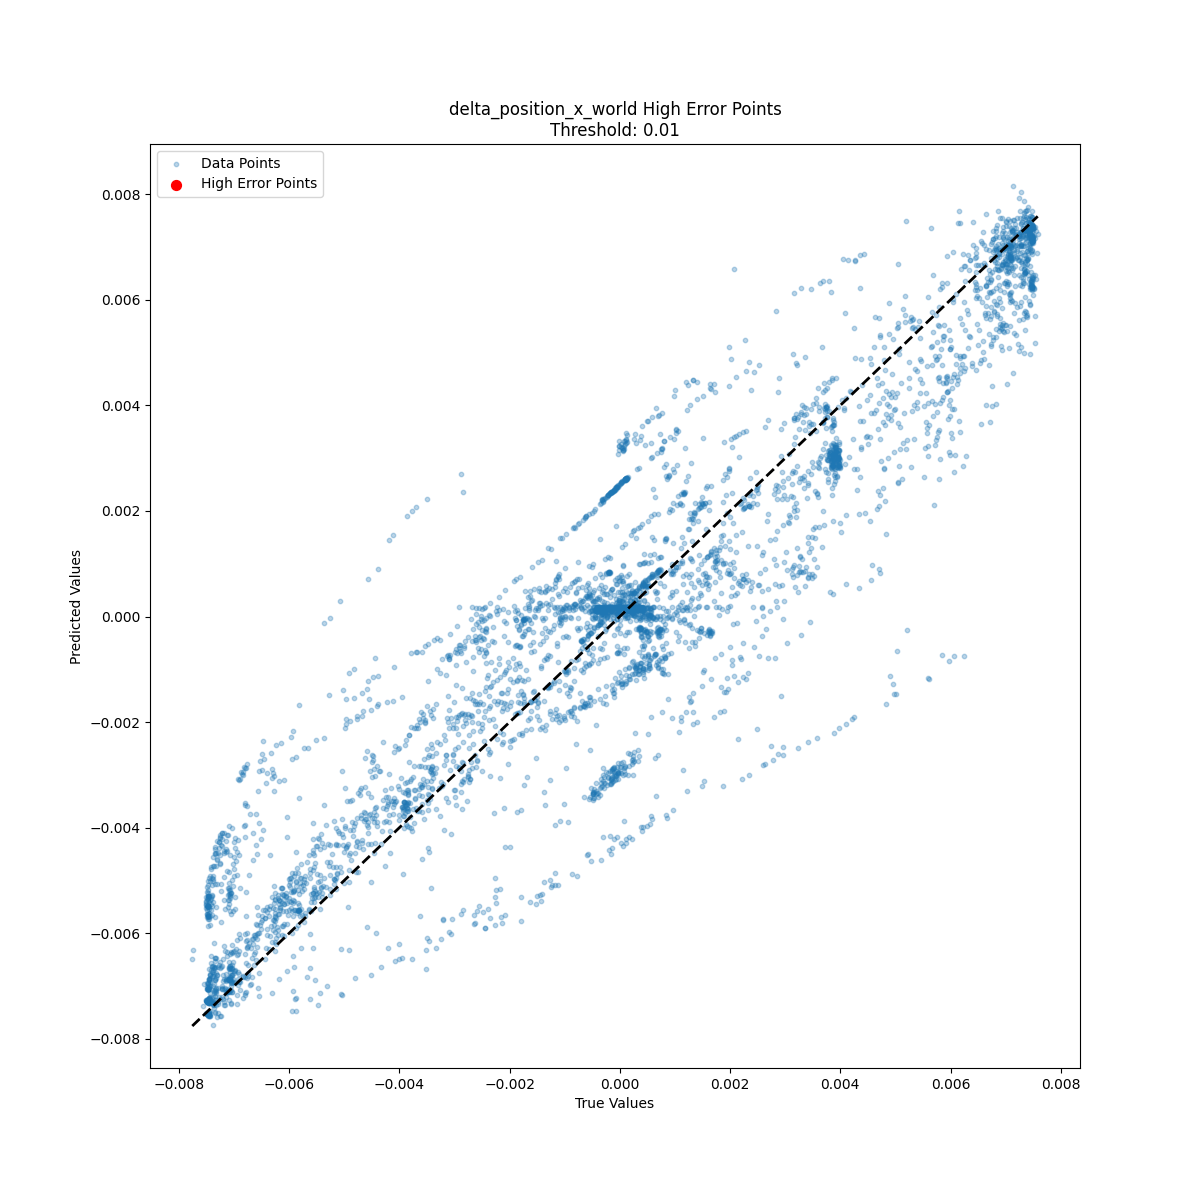 delta_position_x_world High Error Points
Threshold: 0.01
Data Points
High Error Points
0.008
0.006
0.004
0.002
0.000
−0.002
−0.004
−0.006
−0.008
Predicted Values
−0.008 −0.006 −0.004 −0.002 0.000 0.002 0.004 0.006 0.008
True Values